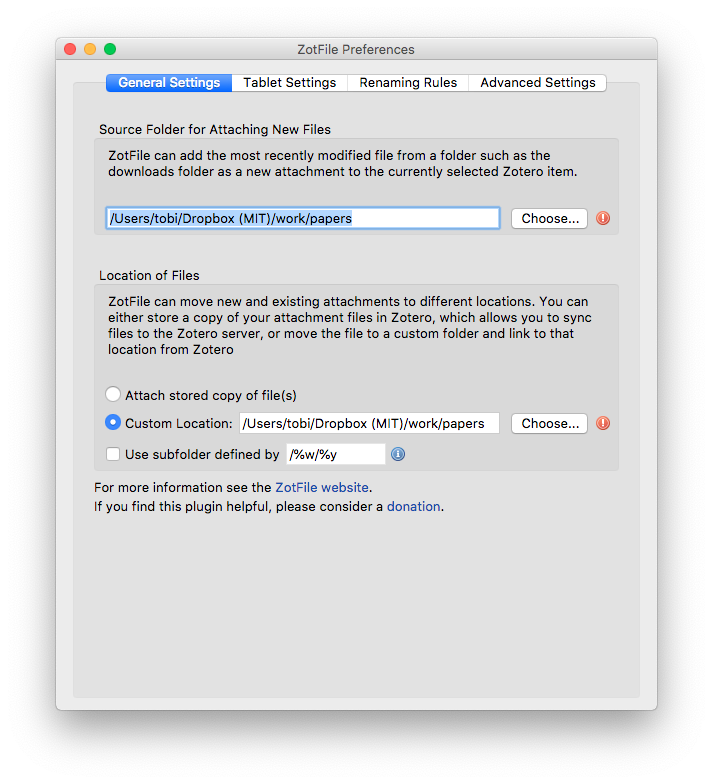 ZotFile Preferences
General Settings Tablet Settings Renaming Rules Advanced Settings
Source Folder for Attaching New Files
ZotFile can add the most recently modified file from a folder such as the
downloads folder as a new attachment to the currently selected Zotero item.
/Users/tobi/Dropbox (MIT)/work/papers Choose...
Location of Files
ZotFile can move new and existing attachments to different locations. You can
either store a copy of your attachment files in Zotero, which allows you to sync
files to the Zotero server, or move the file to a custom folder and link to that
location from Zotero
Attach stored copy of file(s)
Custom Location: /Users/tobi/Dropbox (MIT)/work/papers Choose...
Use subfolder defined by /%w/%y
For more information see the ZotFile website.
If you find this plugin helpful, please consider a donation.